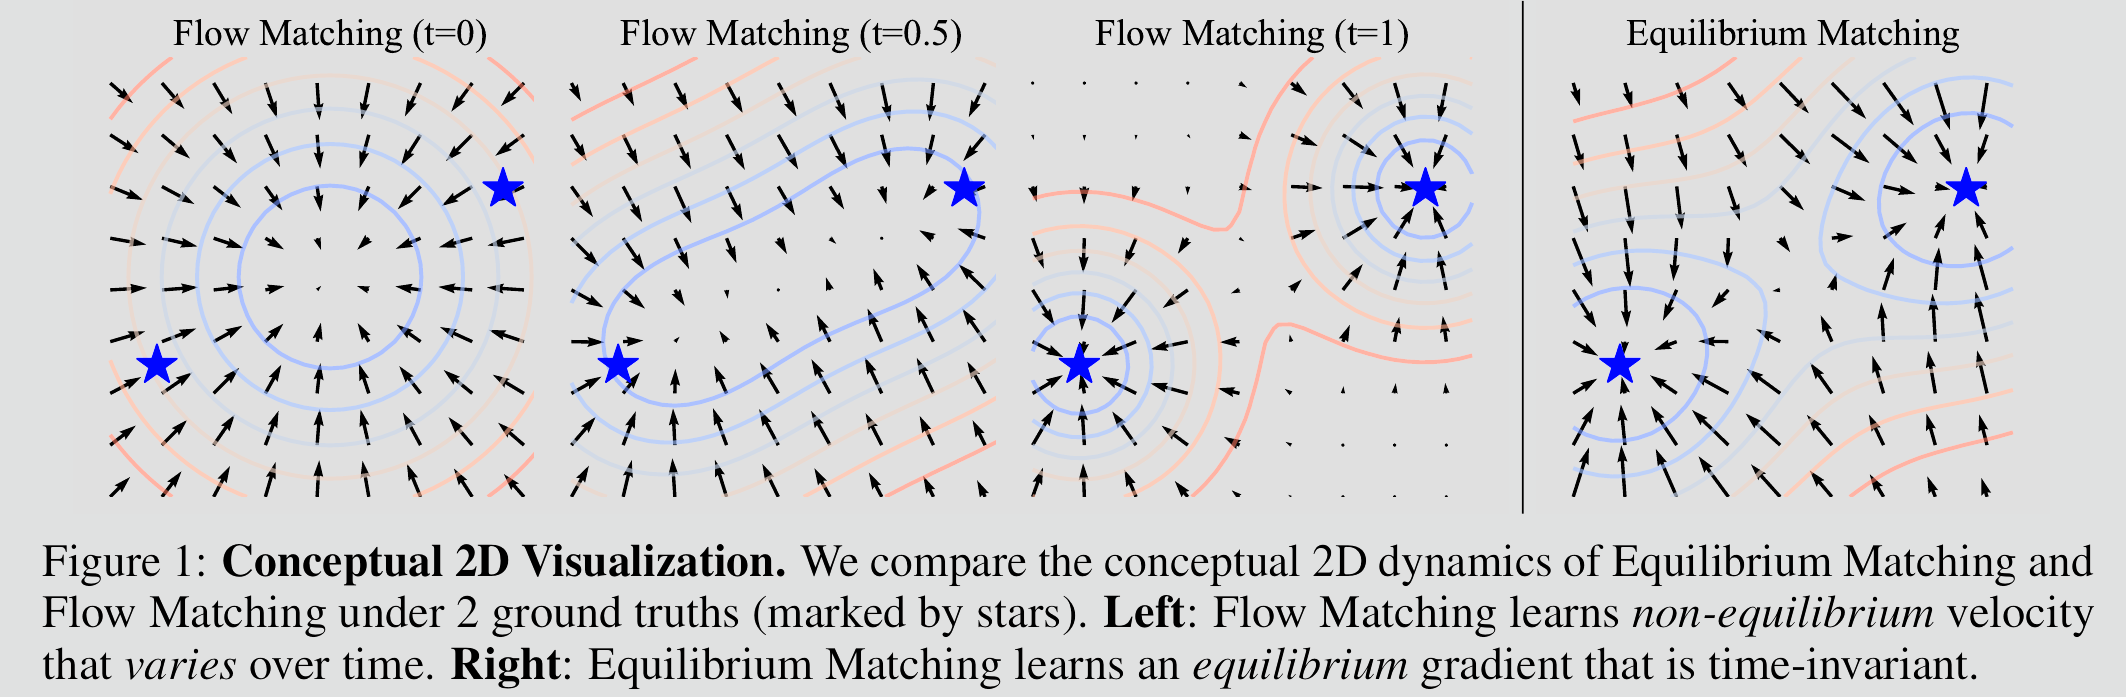 Flow Matching (t=0)
Flow Matching (t=0.5)
Flow Matching (t=1)
Equilibrium Matching
Figure 1: Conceptual 2D Visualization. We compare the conceptual 2D dynamics of Equilibrium Matching and
Flow Matching under 2 ground truths (marked by stars). Left: Flow Matching learns non-equilibrium velocity
that varies over time. Right: Equilibrium Matching learns an equilibrium gradient that is time-invariant.